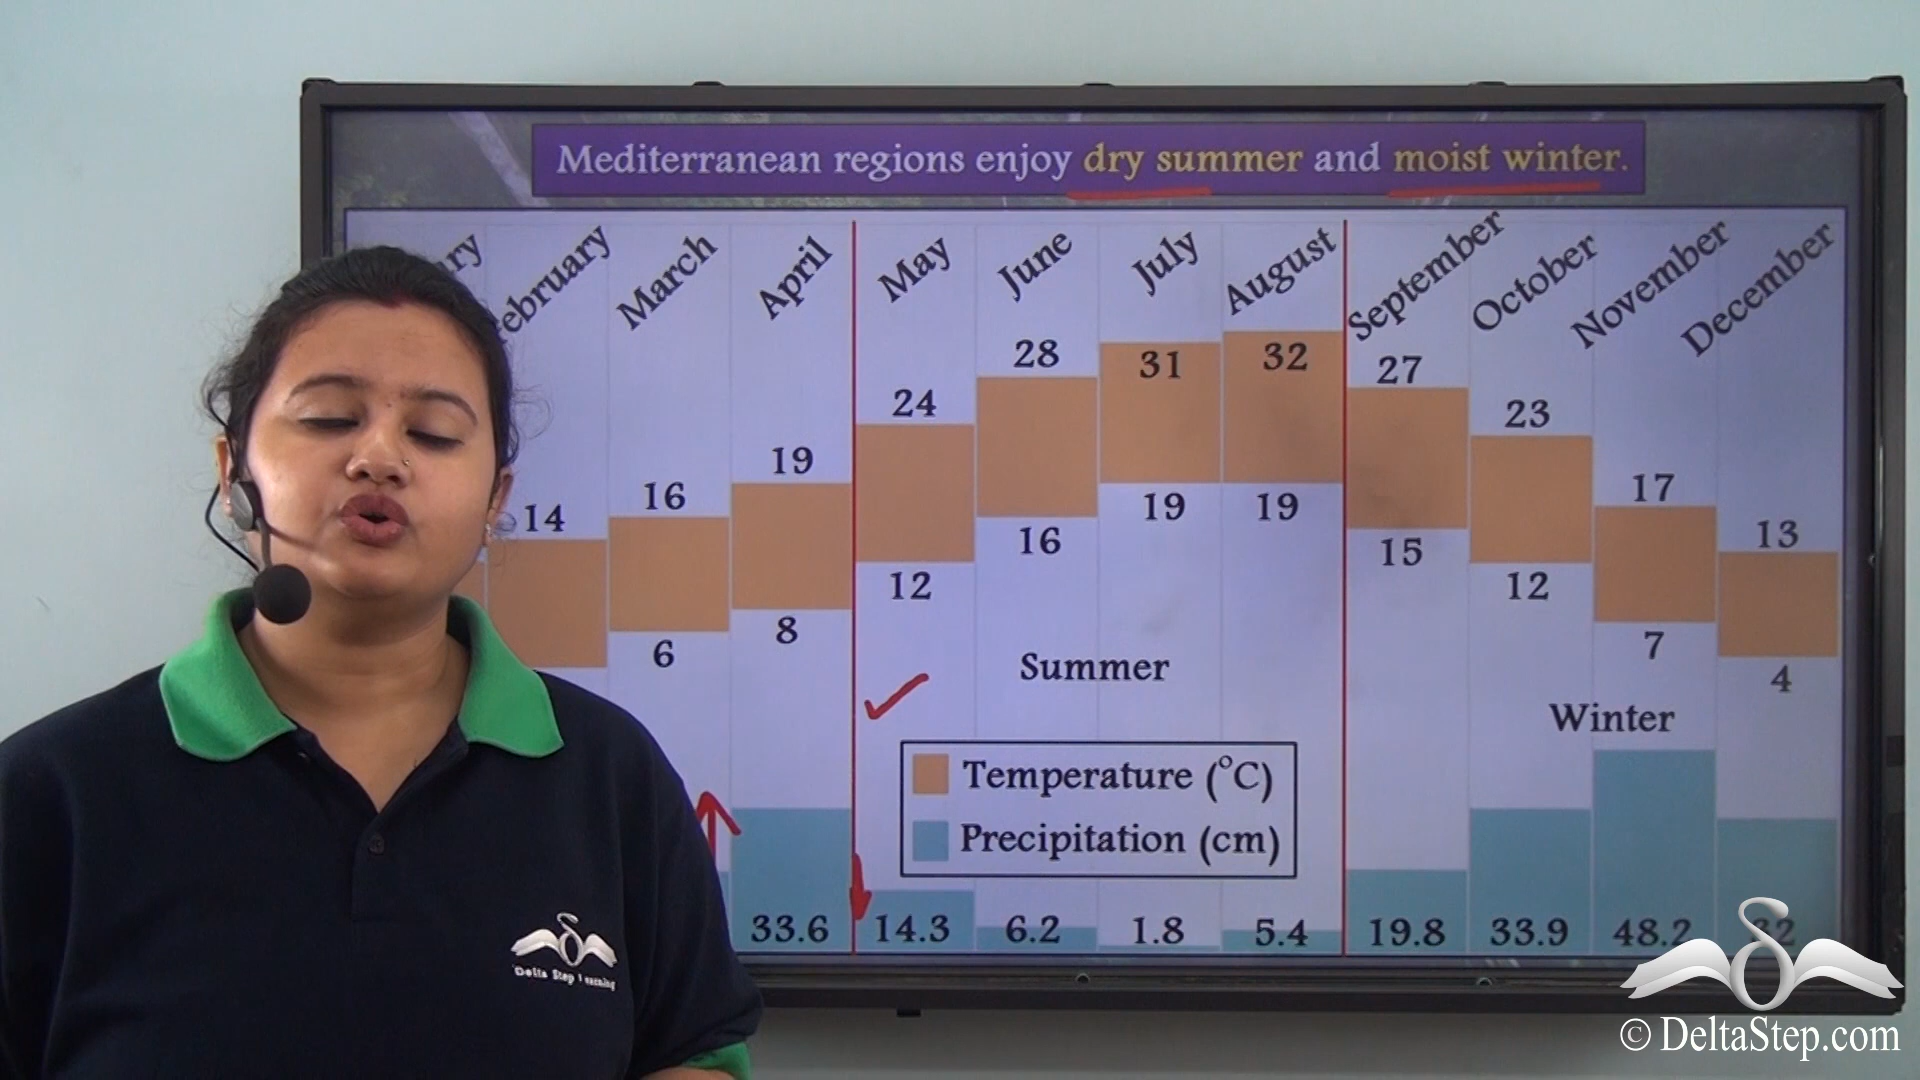 Mediterranean regions enjoy dry summer and moist winter.
March April May June July August September October November December
14 16 19 24 28 31 32 27 23 17 13
6 8 12 16 19 19 15 12 7 4
Summer
Winter
Temperature (°C)
Precipitation (cm)
33.6 14.3 6.2 1.8 5.4 19.8 33.9 48.2
Delta Step Learning
© DeltaStep.com